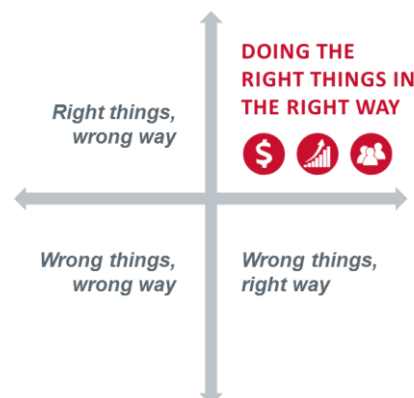 DOING THE
RIGHT THINGS IN
THE RIGHT WAY
Right things,
wrong way
$
Wrong things,
wrong way
Wrong things,
right way